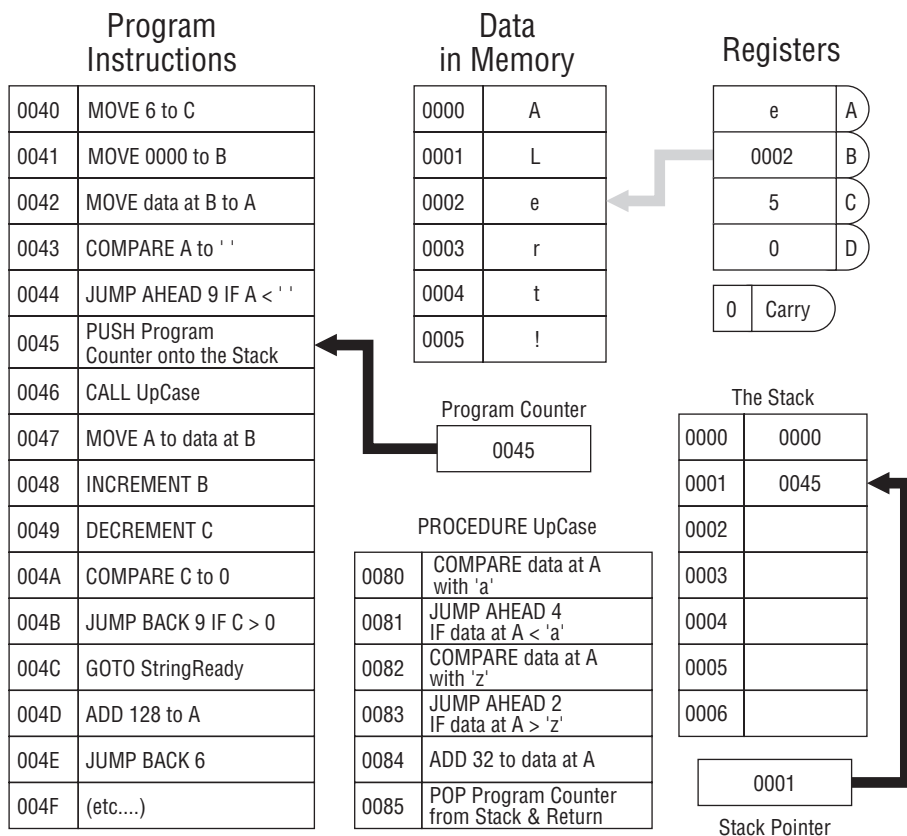 Program
Instructions
0040 MOVE 6 to C
0041 MOVE 0000 to B
0042 MOVE data at B to A
0043 COMPARE A to ' '
0044 JUMP AHEAD 9 IF A < ' '
0045 PUSH Program
Counter onto the Stack
0046 CALL UpCase
0047 MOVE A to data at B
0048 INCREMENT B
0049 DECREMENT C
004A COMPARE C to 0
004B JUMP BACK 9 IF C > 0
004C GOTO StringReady
004D ADD 128 to A
004E JUMP BACK 6
004F (etc....)
Data
in Memory
0000 A
0001 L
0002 e
0003 r
0004 t
0005 !
Program Counter
0045
PROCEDURE UpCase
0080 COMPARE data at A
with 'a'
0081 JUMP AHEAD 4
IF data at A < 'a'
0082 COMPARE data at A
with 'z'
0083 JUMP AHEAD 2
IF data at A > 'z'
0084 ADD 32 to data at A
0085 POP Program Counter
from Stack & Return
Registers
e A
0002 B
5 C
0 D
0 Carry
The Stack
0000 0000
0001 0045
0002
0003
0004
0005
0006
0001
Stack Pointer